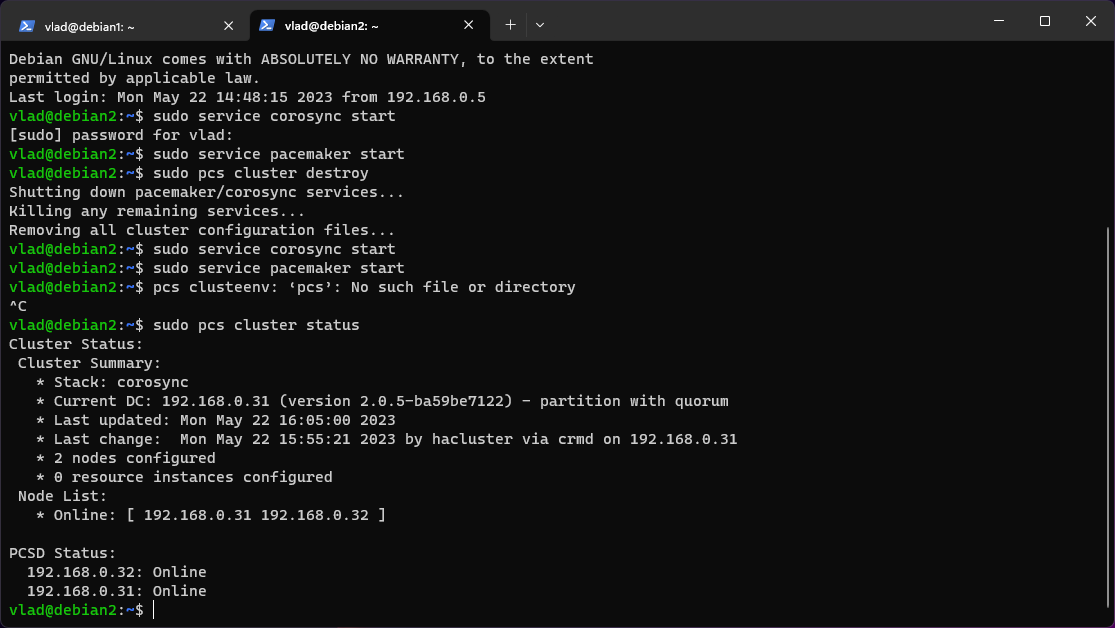 vlad@debian1: ~
vlad@debian2: ~
Debian GNU/Linux comes with ABSOLUTELY NO WARRANTY, to the extent
permitted by applicable law.
Last login: Mon May 22 14:48:15 2023 from 192.168.0.5
vlad@debian2:~$ sudo service corosync start
[sudo] password for vlad:
vlad@debian2:~$ sudo service pacemaker start
vlad@debian2:~$ sudo pcs cluster destroy
Shutting down pacemaker/corosync services...
Killing any remaining services...
Removing all cluster configuration files...
vlad@debian2:~$ sudo service corosync start
vlad@debian2:~$ sudo service pacemaker start
vlad@debian2:~$ pcs clusteenv: ‘pcs’: No such file or directory
^C
vlad@debian2:~$ sudo pcs cluster status
Cluster Status:
 Cluster Summary:
   * Stack: corosync
   * Current DC: 192.168.0.31 (version 2.0.5-ba59be7122) - partition with quorum
   * Last updated: Mon May 22 16:05:00 2023
   * Last change:  Mon May 22 15:55:21 2023 by hacluster via crmd on 192.168.0.31
   * 2 nodes configured
   * 0 resource instances configured
 Node List:
   * Online: [ 192.168.0.31 192.168.0.32 ]

PCSD Status:
  192.168.0.32: Online
  192.168.0.31: Online
vlad@debian2:~$